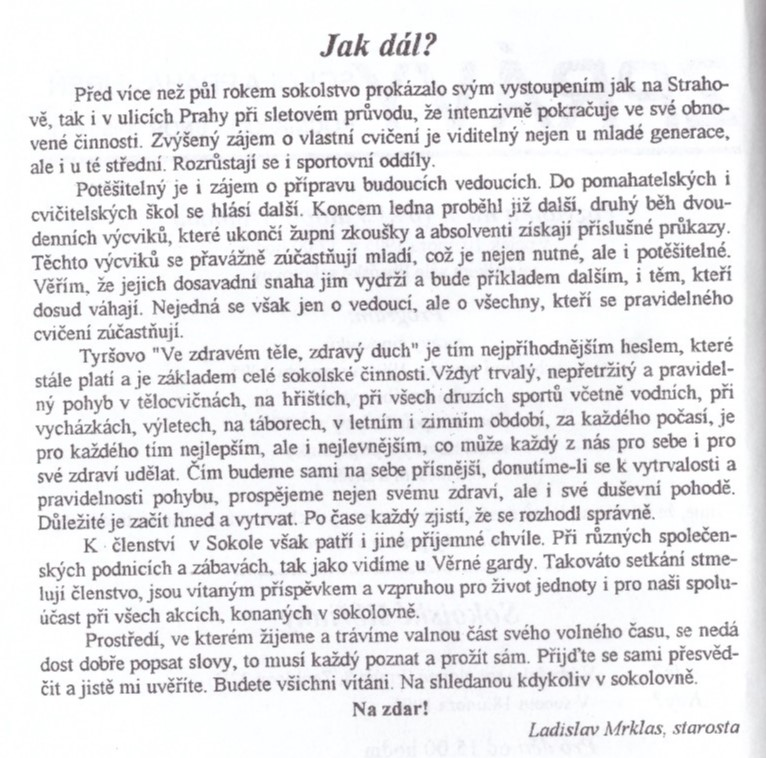 Jak dál?
Před více než půl rokem sokolstvo prokázalo svým vystoupením jak na Straho-
vě, tak i v ulicích Prahy při sletovém průvodu, že intenzivně pokračuje ve své obno-
vené činnosti. Zvýšený zájem o vlastní cvičení je viditelný nejen u mladé generace,
ale i u té střední. Rozrůstají se i sportovní oddíly.
Potěšitelný je i zájem o přípravu budoucích vedoucích. Do pomahatelských i
cvičitelských škol se hlásí další. Koncem ledna proběhl již další, druhý běh dvou-
denních výcviků, které ukončí župní zkoušky a absolventi získají příslušné průkazy.
Těchto výcviků se přavážně zúčastňují mladí, což je nejen nutné, ale i potěšitelné.
Věřím, že jejich dosavadní snaha jim vydrží a bude příkladem dalším, i těm, kteří
dosud váhají. Nejedná se však jen o vedoucí, ale o všechny, kteří se pravidelného
cvičení zúčastňují.
Tyršovo "Ve zdravém těle, zdravý duch" je tím nejpříhodnějším heslem, které
stále platí a je základem celé sokolské činnosti.Vždyť trvalý, nepřetržitý a pravidel-
ný pohyb v tělocvičnách, na hřištích, při všech druzích sportů včetně vodních, při
vycházkách, výletech, na táborech, v letním i zimním období, za každého počasí, je
pro každého tím nejlepším, ale i nejlevnějším, co může každý z nás pro sebe i pro
své zdraví udělat. Čím budeme sami na sebe přísnější, donutíme-li se k vytrvalosti a
pravidelnosti pohybu, prospějeme nejen svému zdraví, ale i své duševní pohodě.
Důležité je začít hned a vytrvat. Po čase každý zjistí, že se rozhodl správně.
K členství v Sokole však patří i jiné příjemné chvíle. Při různých společen-
ských podnicích a zábavách, tak jako vidíme u Věrné gardy. Takováto setkání stme-
lují členstvo, jsou vítaným příspěvkem a vzpruhou pro život jednoty i pro naši spolu-
účast při všech akcích, konaných v sokolovně.
Prostředí, ve kterém žijeme a trávíme valnou část svého volného času, se nedá
dost dobře popsat slovy, to musí každý poznat a prožít sám. Přijďte se sami přesvěd-
čit a jistě mi uvěříte. Budete všichni vítáni. Na shledanou kdykoliv v sokolovně.
Na zdar!
Ladislav Mrklas, starosta